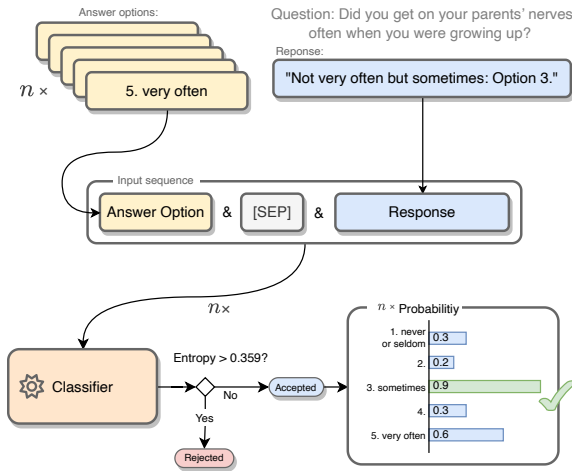 Answer options:
Question: Did you get on your parents' nerves
often when you were growing up?
Reponse:
n ×
5. very often
"Not very often but sometimes: Option 3."
Input sequence
Answer Option & [SEP] & Response
n×
n × Probabilitiy
1. never
or seldom
0.3
2.
0.2
3. sometimes
0.9
4.
0.3
5. very often
0.6
Classifier
Entropy > 0.359?
No
Accepted
Yes
Rejected